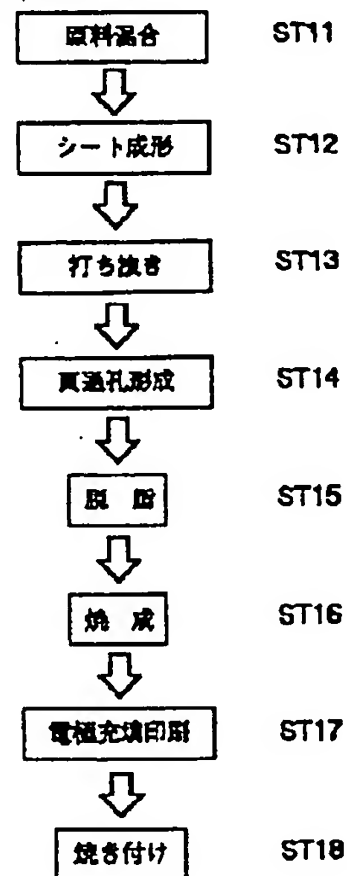 原料混合 ST11
シート成形 ST12
打ち抜き ST13
貫通孔形成 ST14
脱 脂 ST15
焼 成 ST16
電極充填印刷 ST17
焼き付け ST18